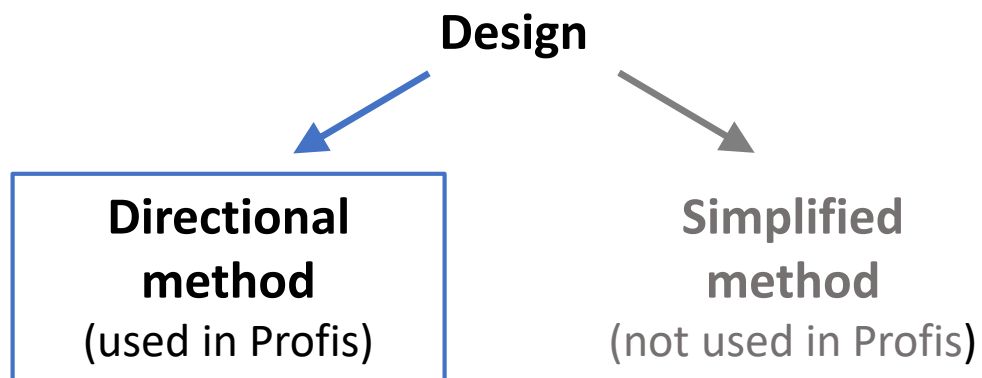 Design
Directional
method
(used in Profis)
Simplified
method
(not used in Profis)